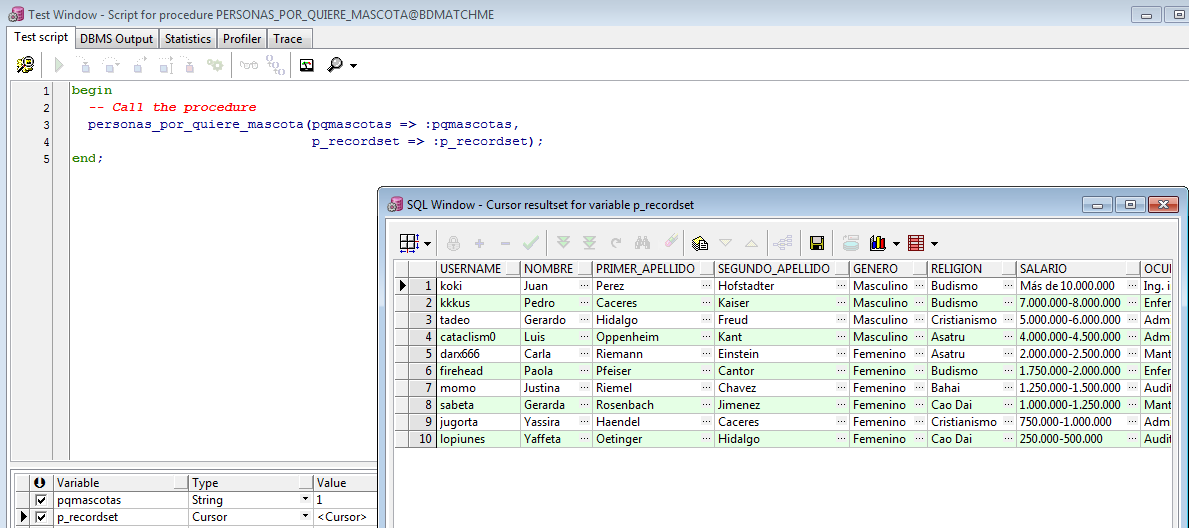 Test Window - Script for procedure PERSONAS_POR_QUIERE_MASCOTA@BDMATCHME
Test script DBMS Output Statistics Profiler Trace
1 begin
2 -- Call the procedure
3 personas_por_quiere_mascota(pqmascotas => :pqmascotas,
4 p_recordset => :p_recordset);
5 end;
SQL Window - Cursor resultset for variable p_recordset
USERNAME NOMBRE PRIMER_APELLIDO SEGUNDO_APELLIDO GENERO RELIGION SALARIO OCUI
1 koki Juan ... Perez ... Hofstadter ... Masculino ... Budismo ... Más de 10.000.000 ... Ing. i
2 kkkus Pedro ... Caceres ... Kaiser ... Masculino ... Budismo ... 7.000.000-8.000.000 ... Enfer
3 tadeo Gerardo ... Hidalgo ... Freud ... Masculino ... Cristianismo ... 5.000.000-6.000.000 ... Adm
4 cataclism0 Luis ... Oppenheim ... Kant ... Masculino ... Asatru ... 4.000.000-4.500.000 ... Adm
5 darx666 Carla ... Riemann ... Einstein ... Femenino ... Asatru ... 2.000.000-2.500.000 ... Mant
6 firehead Paola ... Pfeiser ... Cantor ... Femenino ... Budismo ... 1.750.000-2.000.000 ... Enfer
7 momo Justina ... Riemel ... Chavez ... Femenino ... Bahai ... 1.250.000-1.500.000 ... Audit
8 sabeta Gerarda ... Rosenbach ... Jimenez ... Femenino ... Cao Dai ... 1.000.000-1.250.000 ... Mant
9 jugorta Yassira ... Haendel ... Caceres ... Femenino ... Cristianismo ... 750.000-1.000.000 ... Adm
10 lopiunes Yaffeta ... Oetinger ... Hidalgo ... Femenino ... Cao Dai ... 250.000-500.000 ... Audit
Variable Type Value
pqmascotas String 1
p_recordset Cursor <Cursor>